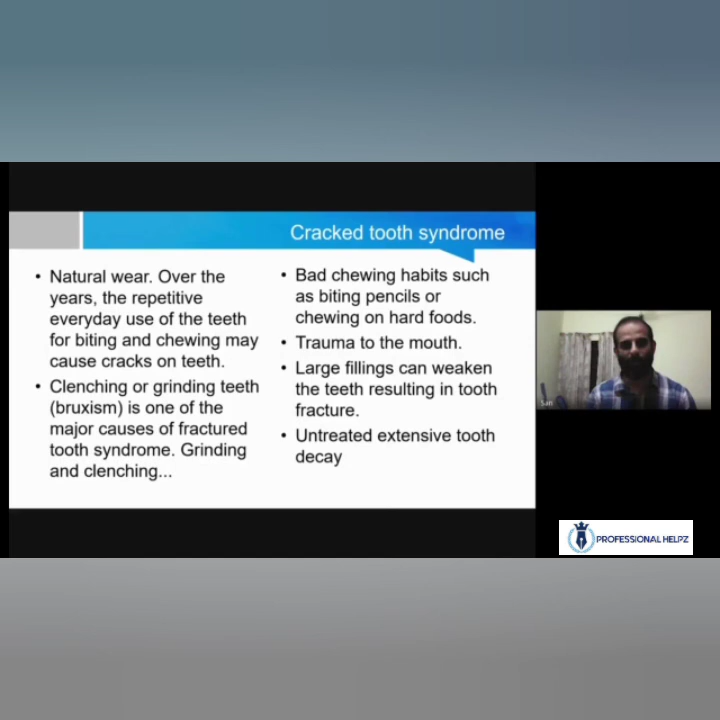 Cracked tooth syndrome
• Natural wear. Over the
years, the repetitive
everyday use of the teeth
for biting and chewing may
cause cracks on teeth.
• Clenching or grinding teeth
(bruxism) is one of the
major causes of fractured
tooth syndrome. Grinding
and clenching...
• Bad chewing habits such
as biting pencils or
chewing on hard foods.
• Trauma to the mouth.
• Large fillings can weaken
the teeth resulting in tooth
fracture.
• Untreated extensive tooth
decay
San
PROFESSIONAL HELPZ